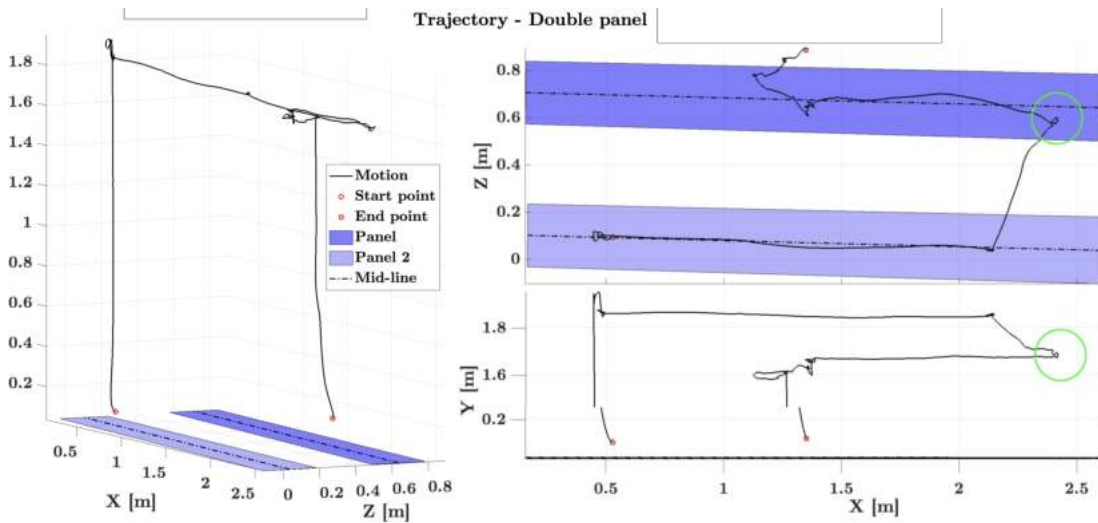 Trajectory - Double panel
1.8
1.6
1.4
1.2
1
0.8
0.6
0.4
0.2
0.5
1
1.5
2
2.5
X [m]
0
0.2
0.4
0.6
0.8
Z [m]
Motion
Start point
End point
Panel
Panel 2
Mid-line
0.8
0.6
0.4
0.2
0
Z [m]
1.8
1.6
0.2
Y [m]
0.5
1
1.5
2
2.5
X [m]